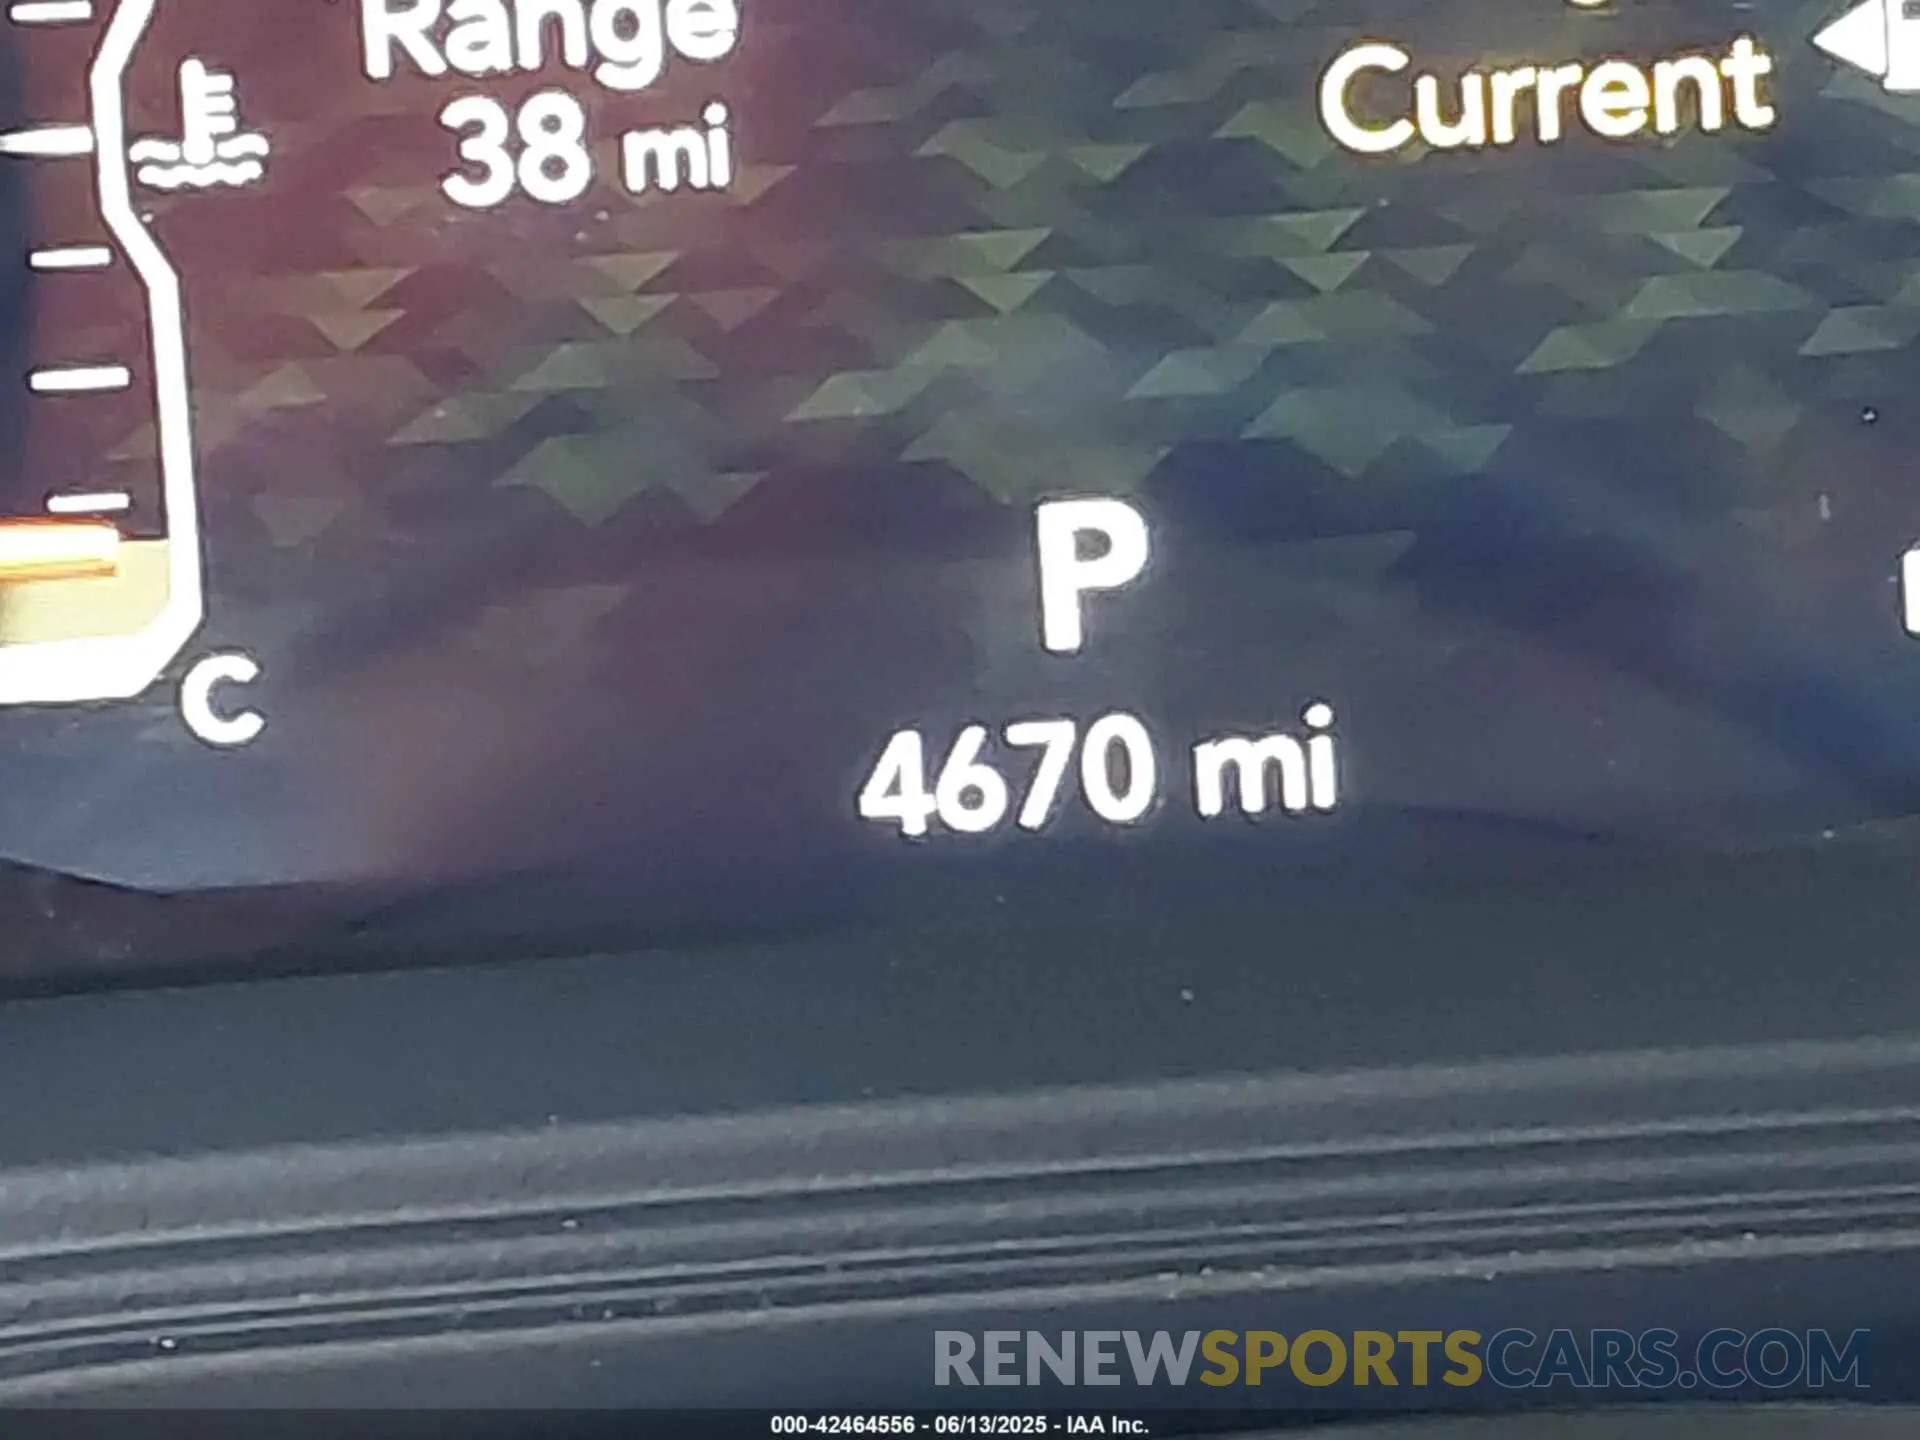 Range
38 mi
Current
C
P
4670 mi
RENEWSPORTSCARS.COM
000-42464556 - 06/13/2025 - IAA Inc.